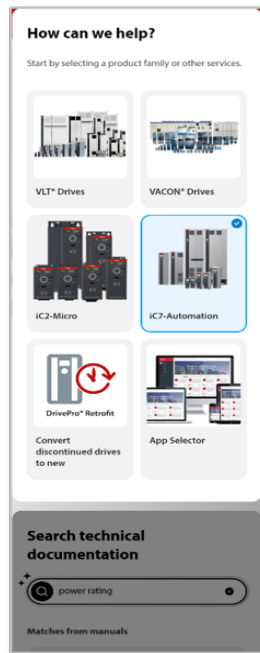 How can we help?
Start by selecting a product family or other services.
VLT® Drives
VACON® Drives
iC2-Micro
iC7-Automation
DrivePro® Retrofit
Convert
discontinued drives
to new
App Selector
Search technical
documentation
power rating
Matches from manuals